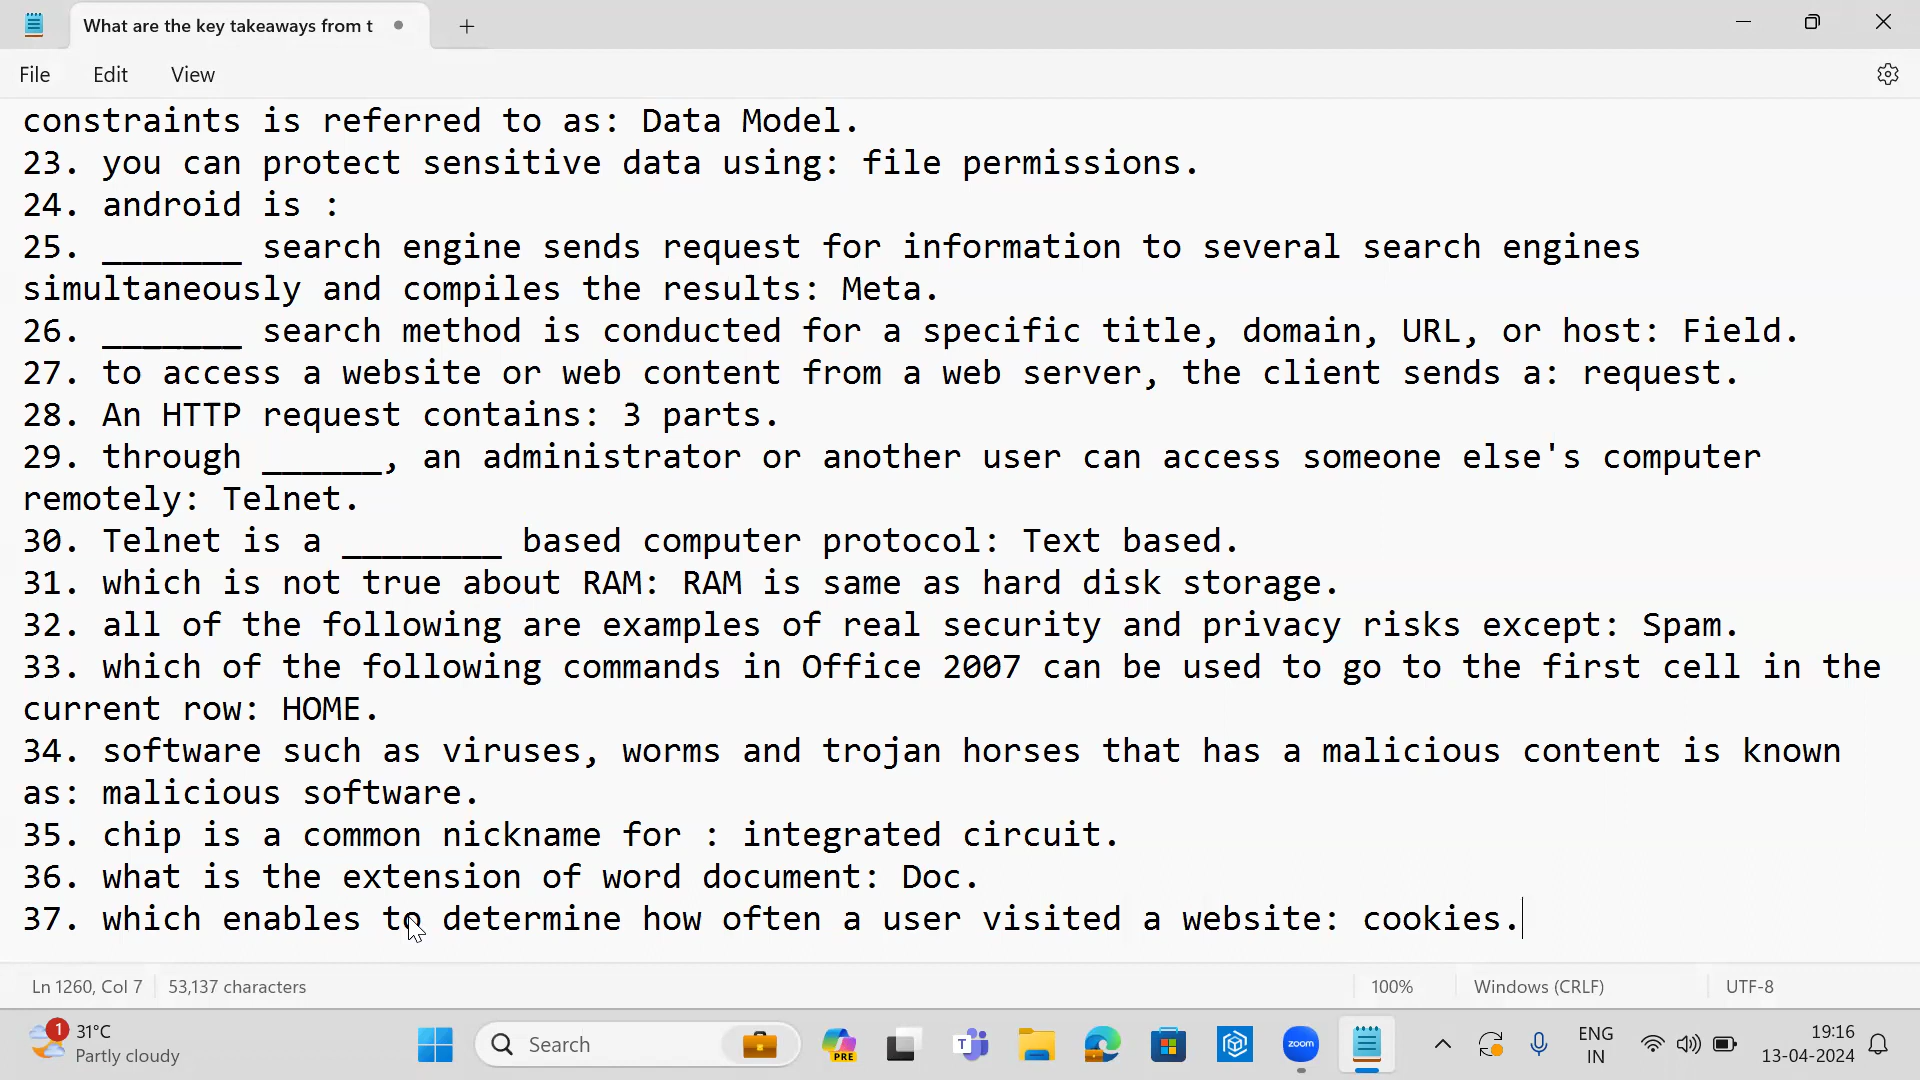 What are the key takeaways from t
File Edit View
constraints is referred to as: Data Model.
23. you can protect sensitive data using: file permissions.
24. android is :
25. _______ search engine sends request for information to several search engines
simultaneously and compiles the results: Meta.
26. _______ search method is conducted for a specific title, domain, URL, or host: Field.
27. to access a website or web content from a web server, the client sends a: request.
28. An HTTP request contains: 3 parts.
29. through ______, an administrator or another user can access someone else's computer
remotely: Telnet.
30. Telnet is a ________ based computer protocol: Text based.
31. which is not true about RAM: RAM is same as hard disk storage.
32. all of the following are examples of real security and privacy risks except: Spam.
33. which of the following commands in Office 2007 can be used to go to the first cell in the
current row: HOME.
34. software such as viruses, worms and trojan horses that has a malicious content is known
as: malicious software.
35. chip is a common nickname for : integrated circuit.
36. what is the extension of word document: Doc.
37. which enables to determine how often a user visited a website: cookies.
Ln 1260, Col 7 53,137 characters 100% Windows (CRLF) UTF-8
1 31°C
Partly cloudy
Search
PRE
T
zoom
ENG
IN
19:16
13-04-2024